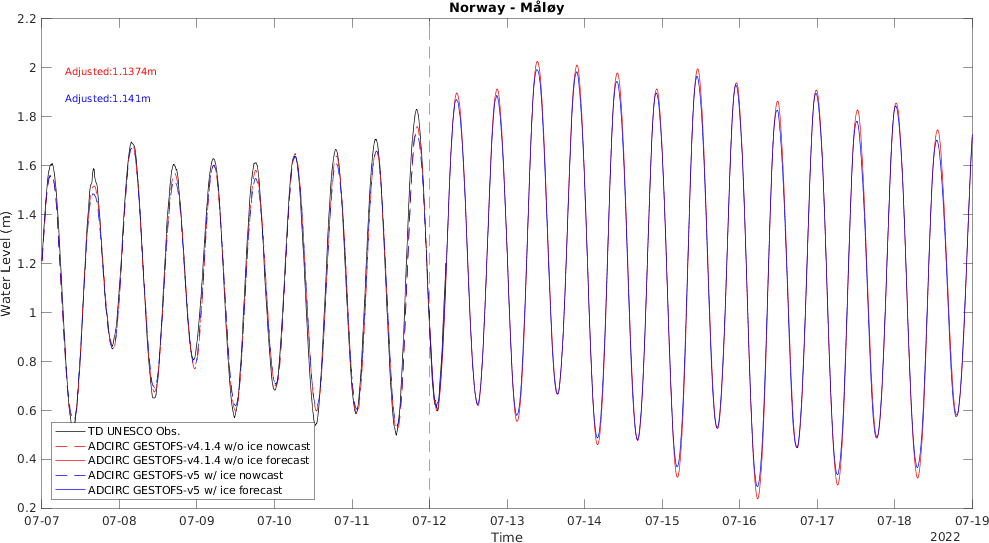 Norway - Måløy
2.2
2
1.8
1.6
1.4
1.2
1
0.8
0.6
0.4
0.2
Water Level (m)
Adjusted:1.1374m
Adjusted:1.141m
TD UNESCO Obs.
ADCIRC GESTOFS-v4.1.4 w/o ice nowcast
ADCIRC GESTOFS-v4.1.4 w/o ice forecast
ADCIRC GESTOFS-v5 w/ ice nowcast
ADCIRC GESTOFS-v5 w/ ice forecast
07-07 07-08 07-09 07-10 07-11 07-12 07-13 07-14 07-15 07-16 07-17 07-18 07-19
Time
2022